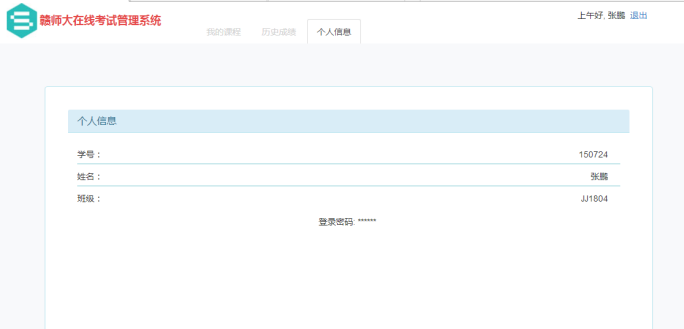 赣师大在线考试管理系统
我的课程 历史成绩 个人信息
上午好, 张鹏 退出
个人信息
学号： 150724
姓名： 张鹏
班级： JJ1804
登录密码: ******